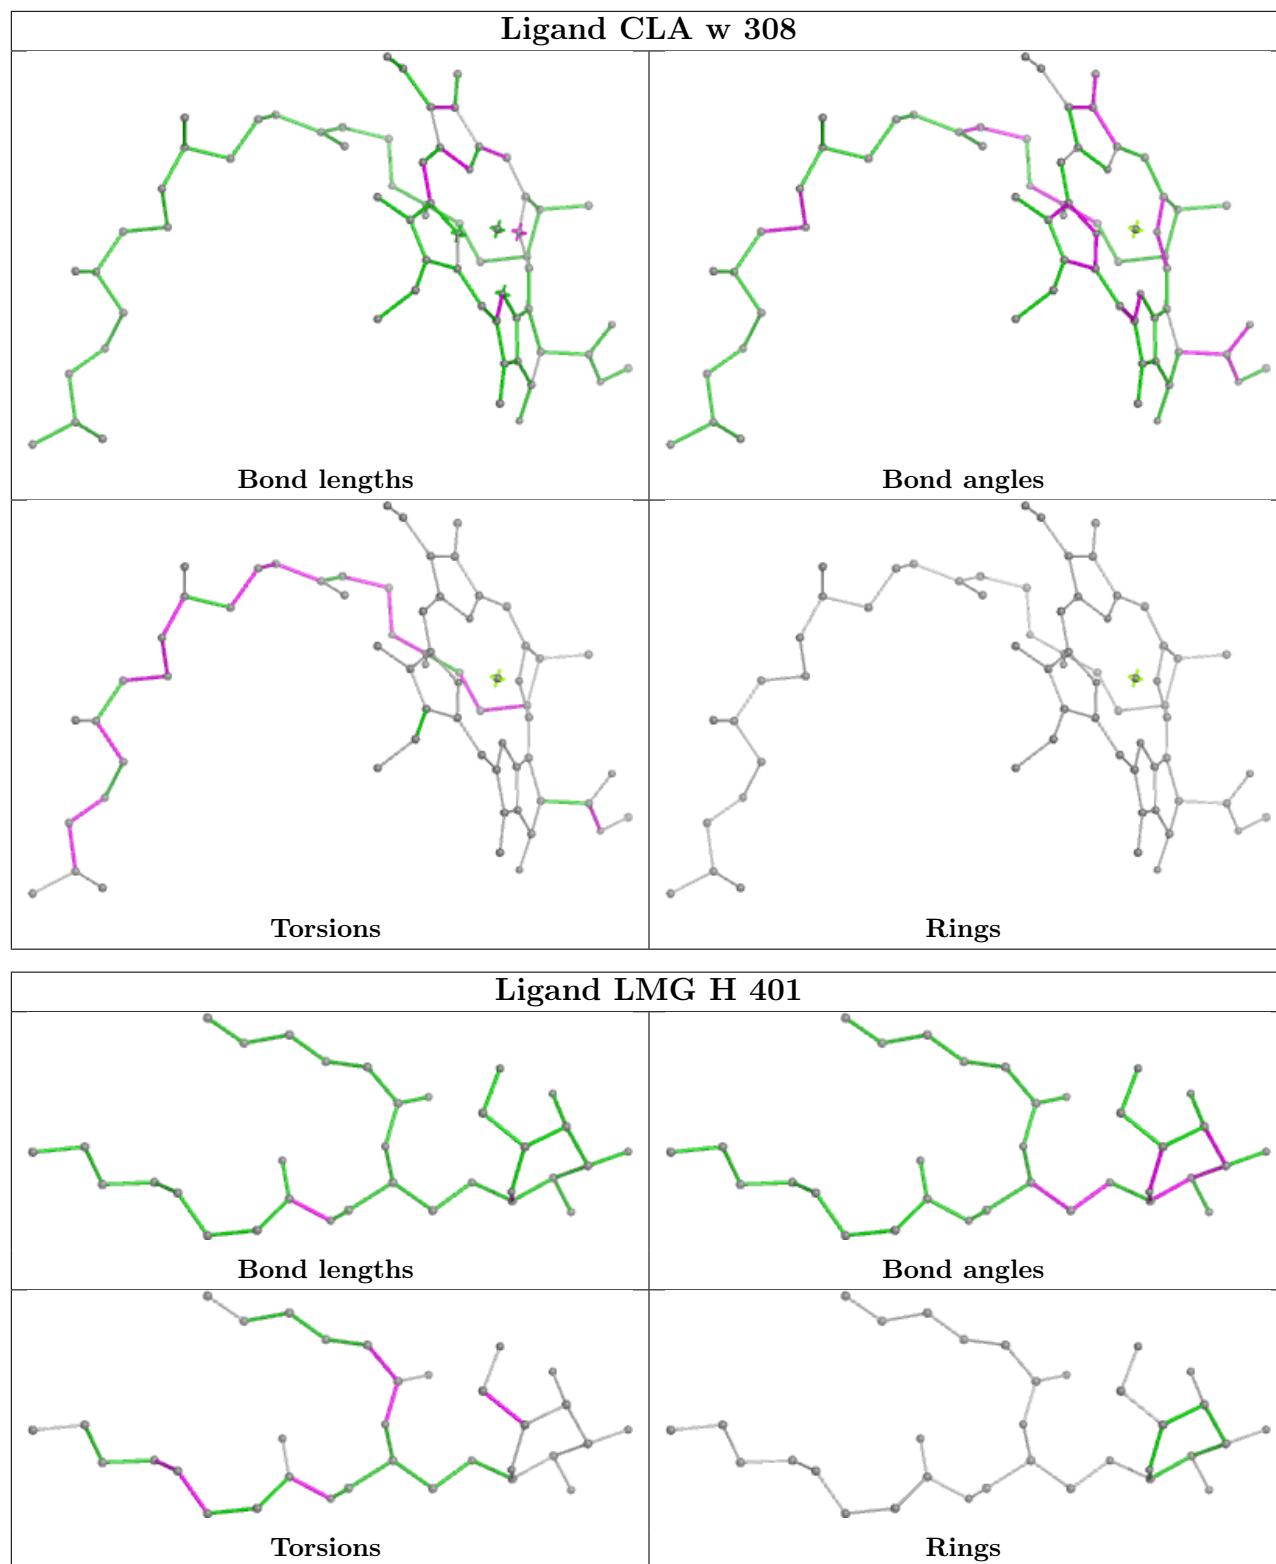 Ligand CLA w 308
Bond lengths
Bond angles
Torsions
Rings
Ligand LMG H 401
Bond lengths
Bond angles
Torsions
Rings